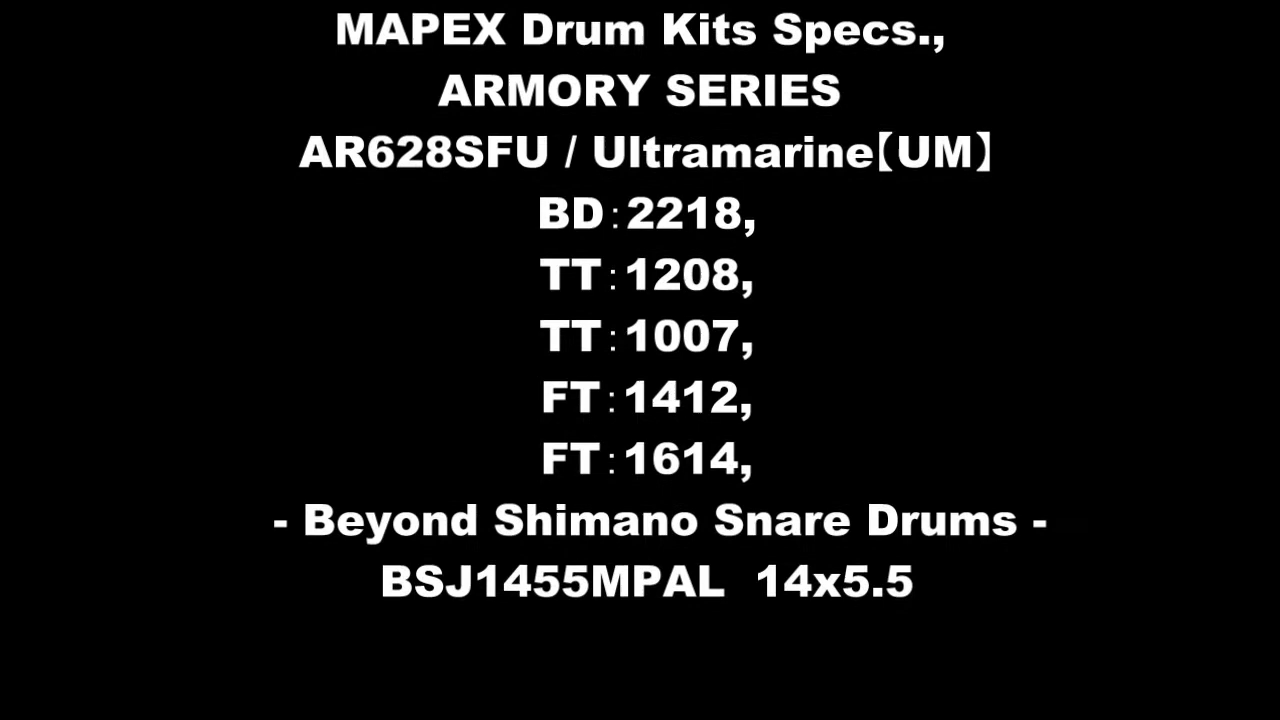 MAPEX Drum Kits Specs.,
ARMORY SERIES
AR628SFU / Ultramarine【UM】
BD：2218,
TT：1208,
TT：1007,
FT：1412,
FT：1614,
- Beyond Shimano Snare Drums -
BSJ1455MPAL 14x5.5